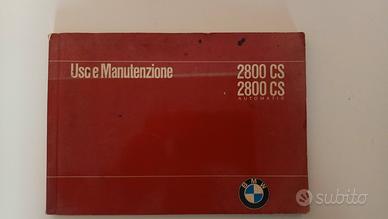 Uso e Manutenzione
2800 CS
2800 CS
AUTOMATIC
BMW
subito